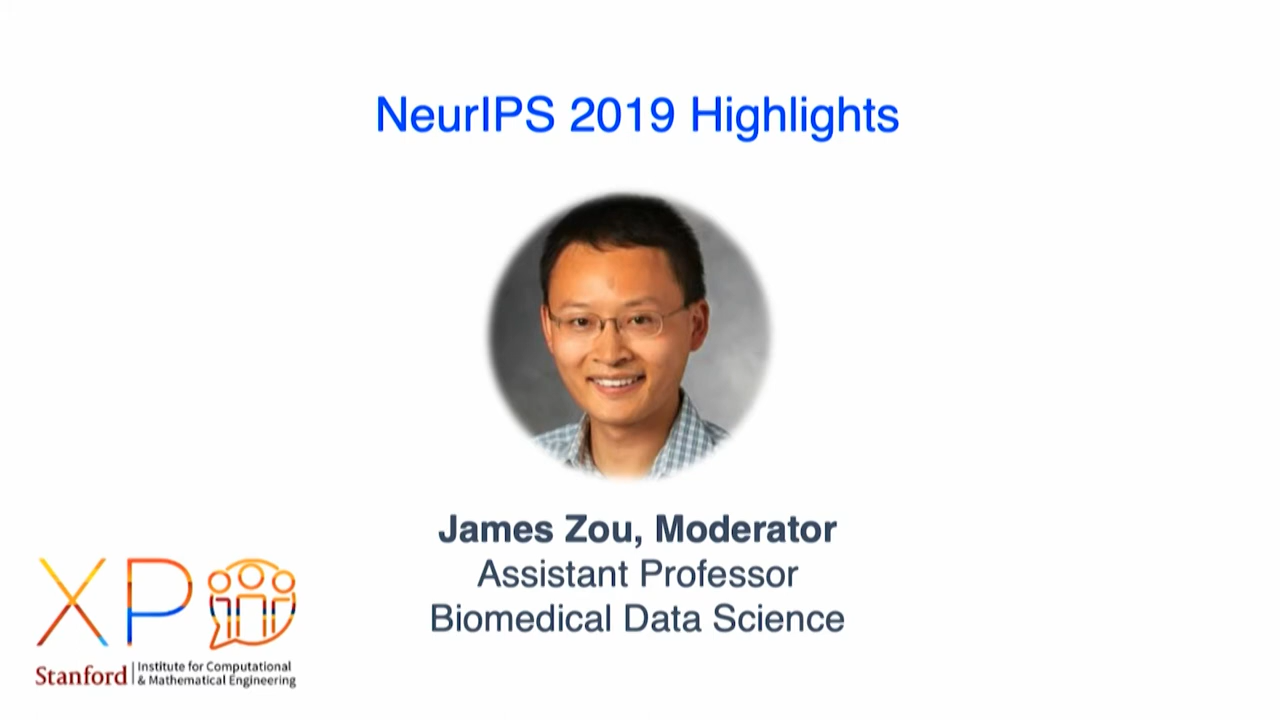 NeurIPS 2019 Highlights
James Zou, Moderator
Assistant Professor
Biomedical Data Science
XP
Stanford
Institute for Computational
& Mathematical Engineering